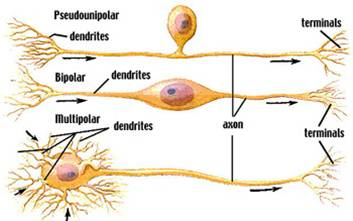 Pseudounipolar
dendrites
terminals
Bipolar
dendrites
Multipolar
dendrites
axon
terminals